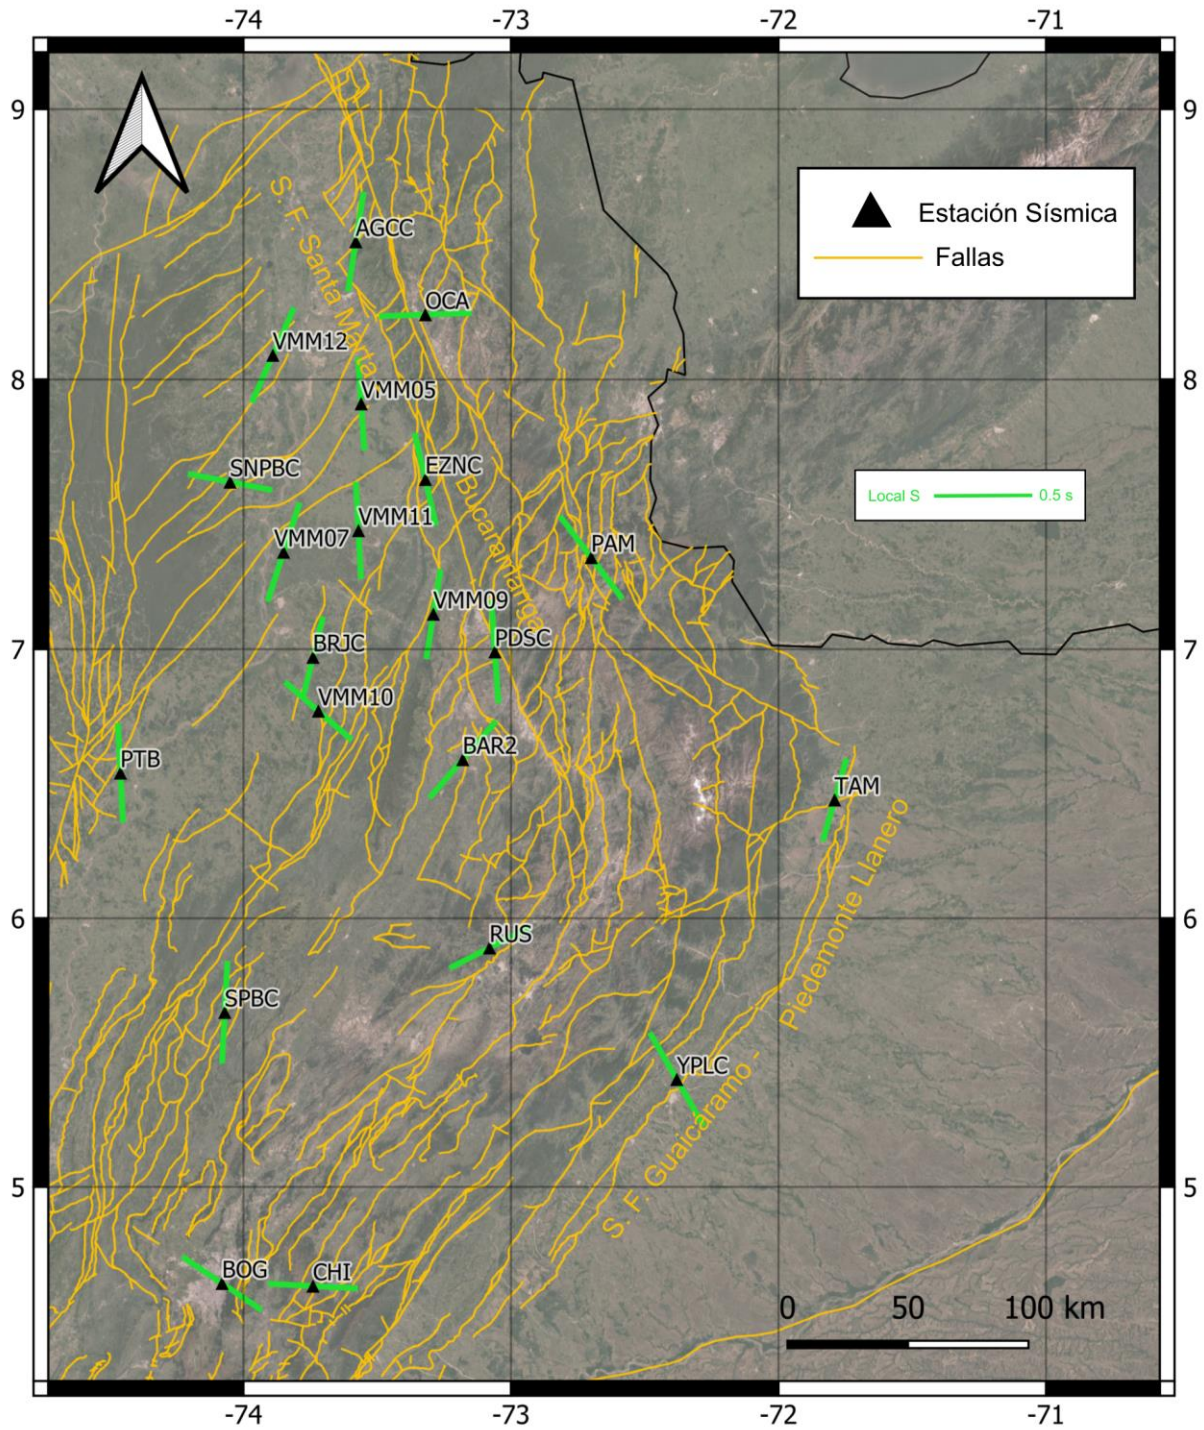 -74 -73 -72 -71
9 9
Estación Sísmica
Fallas
AGCC
S. F. Santa Marta
OCA
VMM12
8 8
VMM05
SNPBC
EZNC
Bucaramanga
Local S 0.5 s
VMM11
VMM07
PAM
VMM09
7 7
BRJC
PDSC
VMM10
BAR2
PTB
TAM
6 6
RUS
SPBC
YPLC
S. F. Guaicaramo - Piedemonte Llanero
5 5
BOG
CHI
0 50 100 km
-74 -73 -72 -71